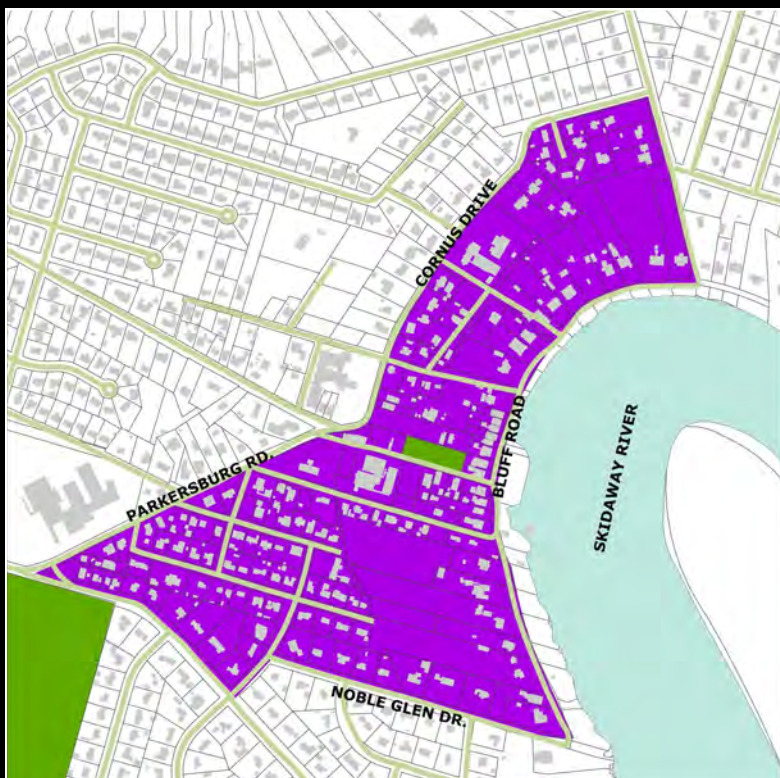 CORNUS DRIVE
BLUFF ROAD
SKIDAWAY RIVER
PARKERSBURG RD.
NOBLE GLEN DR.